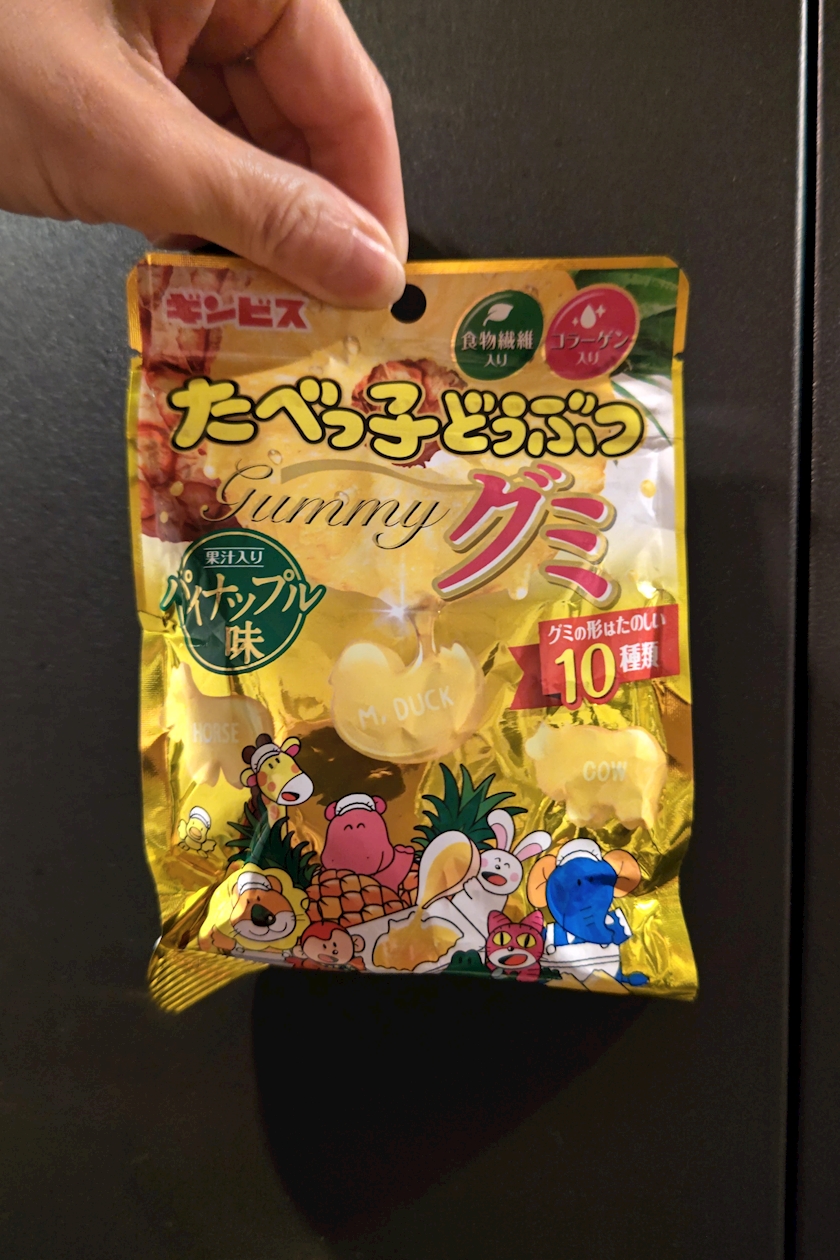 ギンビス
食物繊維
入り
コラーゲン
入り
たべっ子どうぶつ
Gummy グミ
果汁入り
パイナップル
味
グミの形はたのしい
10種類
M, DUCK
HORSE
COW